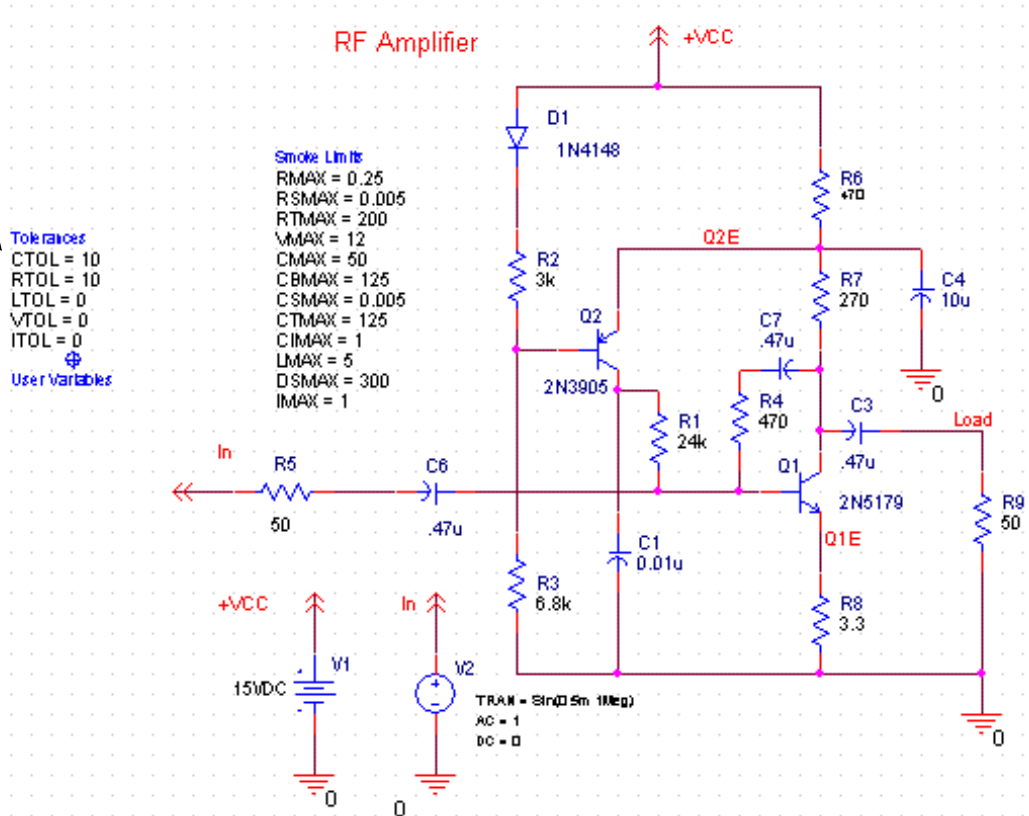 RF Amplifier
+VCC
D1
1N4148
Smoke Limits
RMAX = 0.25
RSMAX = 0.005
RTMAX = 200
VMAX = 12
CMAX = 50
CBMAX = 125
CSMAX = 0.005
CTMAX = 125
CIMAX = 1
LMAX = 5
DSMAX = 300
IMAX = 1
Tolerances
CTOL = 10
RTOL = 10
LTOL = 0
VTOL = 0
ITOL = 0
User Variables
R6
470
Q2E
R2
3k
R7
270
C4
10u
0
Q2
2N3905
C7
.47u
R4
470
R1
24k
C3
.47u
Load
In
R5
50
C6
.47u
Q1
2N5179
Q1E
R9
50
C1
0.01u
R3
6.8k
R8
3.3
0
+VCC
V1
15VDC
0
In
V2
TRAN = Sin(0 5m 1Meg)
AC = 1
DC = 0
0